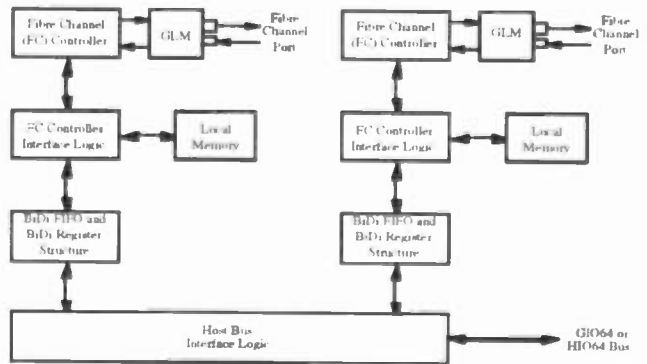 Fibre Channel
(FC) Controller
GLM
Fibre
Channel
Port
Fibre Channel
(FC) Controller
GLM
Fibre
Channel
Port
FC Controller
Interface Logic
Local
Memory
FC Controller
Interface Logic
Local
Memory
BiDi FIFO and
BiDi Register
Structure
BiDi FIFO and
BiDi Register
Structure
Host Bus
Interface Logic
GIO64 or
HIO64 Bus